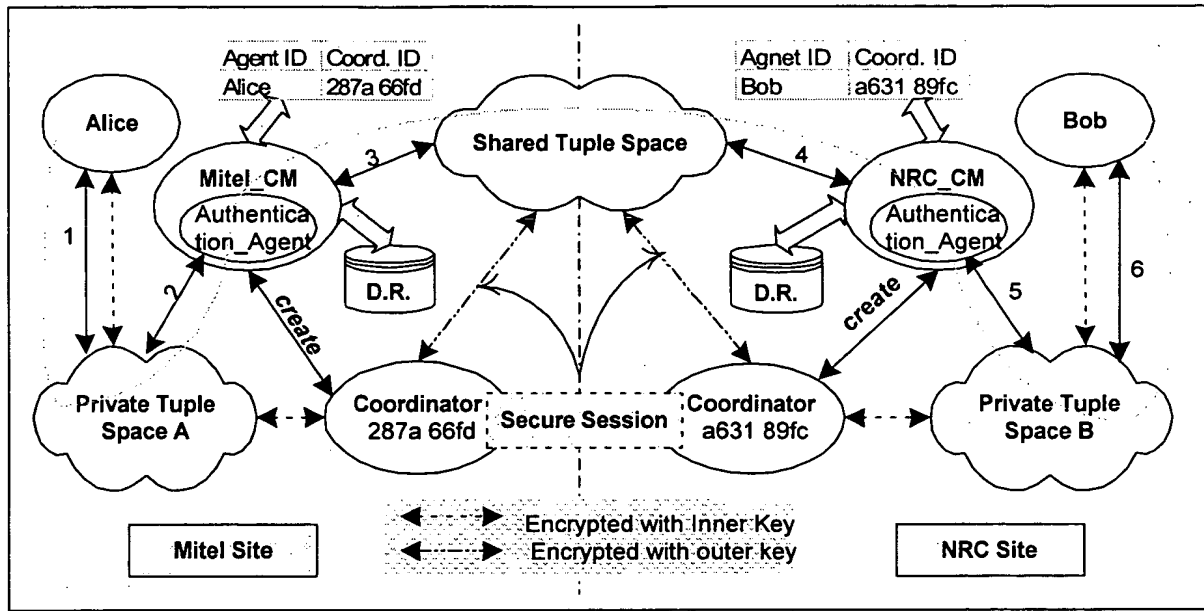 Agent ID Coord. ID
Alice 287a 66fd
Agnet ID Coord. ID
Bob a631 89fc
Alice
Bob
Shared Tuple Space
3
4
Mitel_CM
Authentica
tion_Agent
NRC_CM
Authentica
tion_Agent
1
2
D.R.
D.R.
5
6
create
create
Private Tuple
Space A
Coordinator
287a 66fd
Secure Session
Coordinator
a631 89fc
Private Tuple
Space B
Encrypted with Inner Key
Encrypted with outer key
Mitel Site
NRC Site